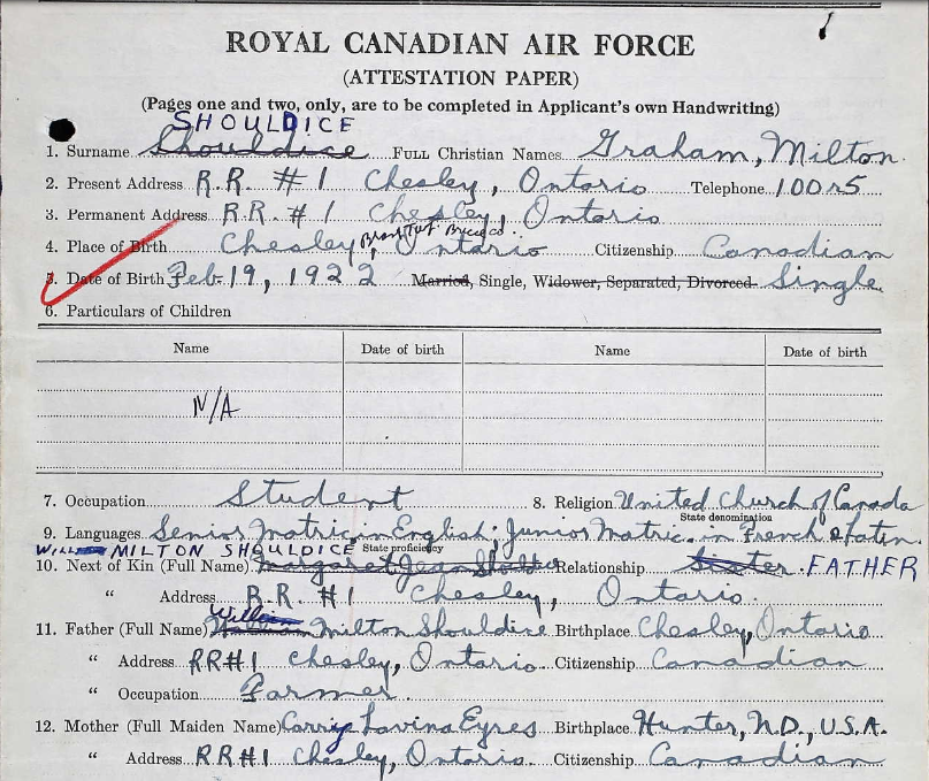 ROYAL CANADIAN AIR FORCE
(ATTESTATION PAPER)
(Pages one and two, only, are to be completed in Applicant's own Handwriting)
SHOULDICE
1. Surname Shouldice FULL Christian Names Graham, Milton.
2. Present Address R.R. #1 Chesley, Ontario Telephone 100r5
3. Permanent Address R.R. #1 Chesley, Ontario
4. Place of Birth Chesley, Ontario Citizenship Canadian
5. Date of Birth Feb. 19, 1922 Married, Single, Widower, Separated, Divorced Single
6. Particulars of Children
Name Date of birth Name Date of birth
N/A
7. Occupation Student 8. Religion United Church of Canada
State denomination
9. Languages Senior Matric. in English; Junior Matric. in French & Latin.
State proficiency
MILTON SHOULDICE
10. Next of Kin (Full Name) Margaret Jean Relationship Sister. FATHER
" Address R.R. #1 Chesley, Ontario.
William
11. Father (Full Name) Milton Shouldice Birthplace Chesley, Ontario
" Address RR#1 Chesley, Ontario. Citizenship Canadian
" Occupation Farmer.
12. Mother (Full Maiden Name) Carrie Lavina Eyres Birthplace Hunter, N.D., U.S.A.
" Address RR#1 Chesley, Ontario. Citizenship Canadian